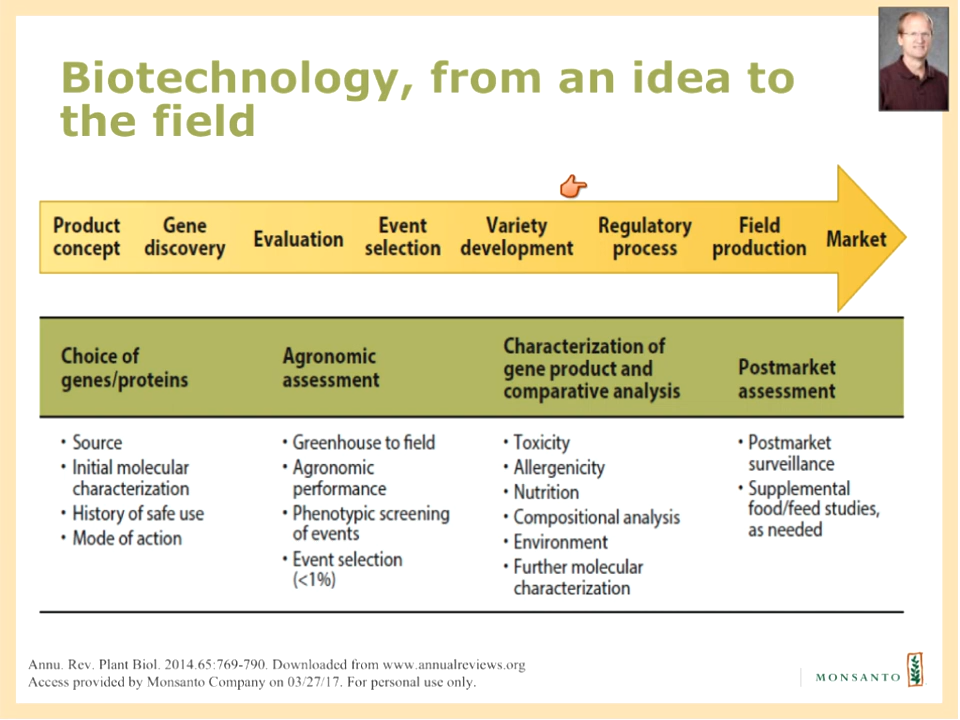 Biotechnology, from an idea to
the field
Product
concept
Gene
discovery
Evaluation
Event
selection
Variety
development
Regulatory
process
Field
production
Market
Choice of
genes/proteins
Agronomic
assessment
Characterization of
gene product and
comparative analysis
Postmarket
assessment
• Source
• Initial molecular
characterization
• History of safe use
• Mode of action
• Greenhouse to field
• Agronomic
performance
• Phenotypic screening
of events
• Event selection
(<1%)
• Toxicity
• Allergenicity
• Nutrition
• Compositional analysis
• Environment
• Further molecular
characterization
• Postmarket
surveillance
• Supplemental
food/feed studies,
as needed
Annu. Rev. Plant Biol. 2014.65:769-790. Downloaded from www.annualreviews.org
Access provided by Monsanto Company on 03/27/17. For personal use only.
MONSANTO